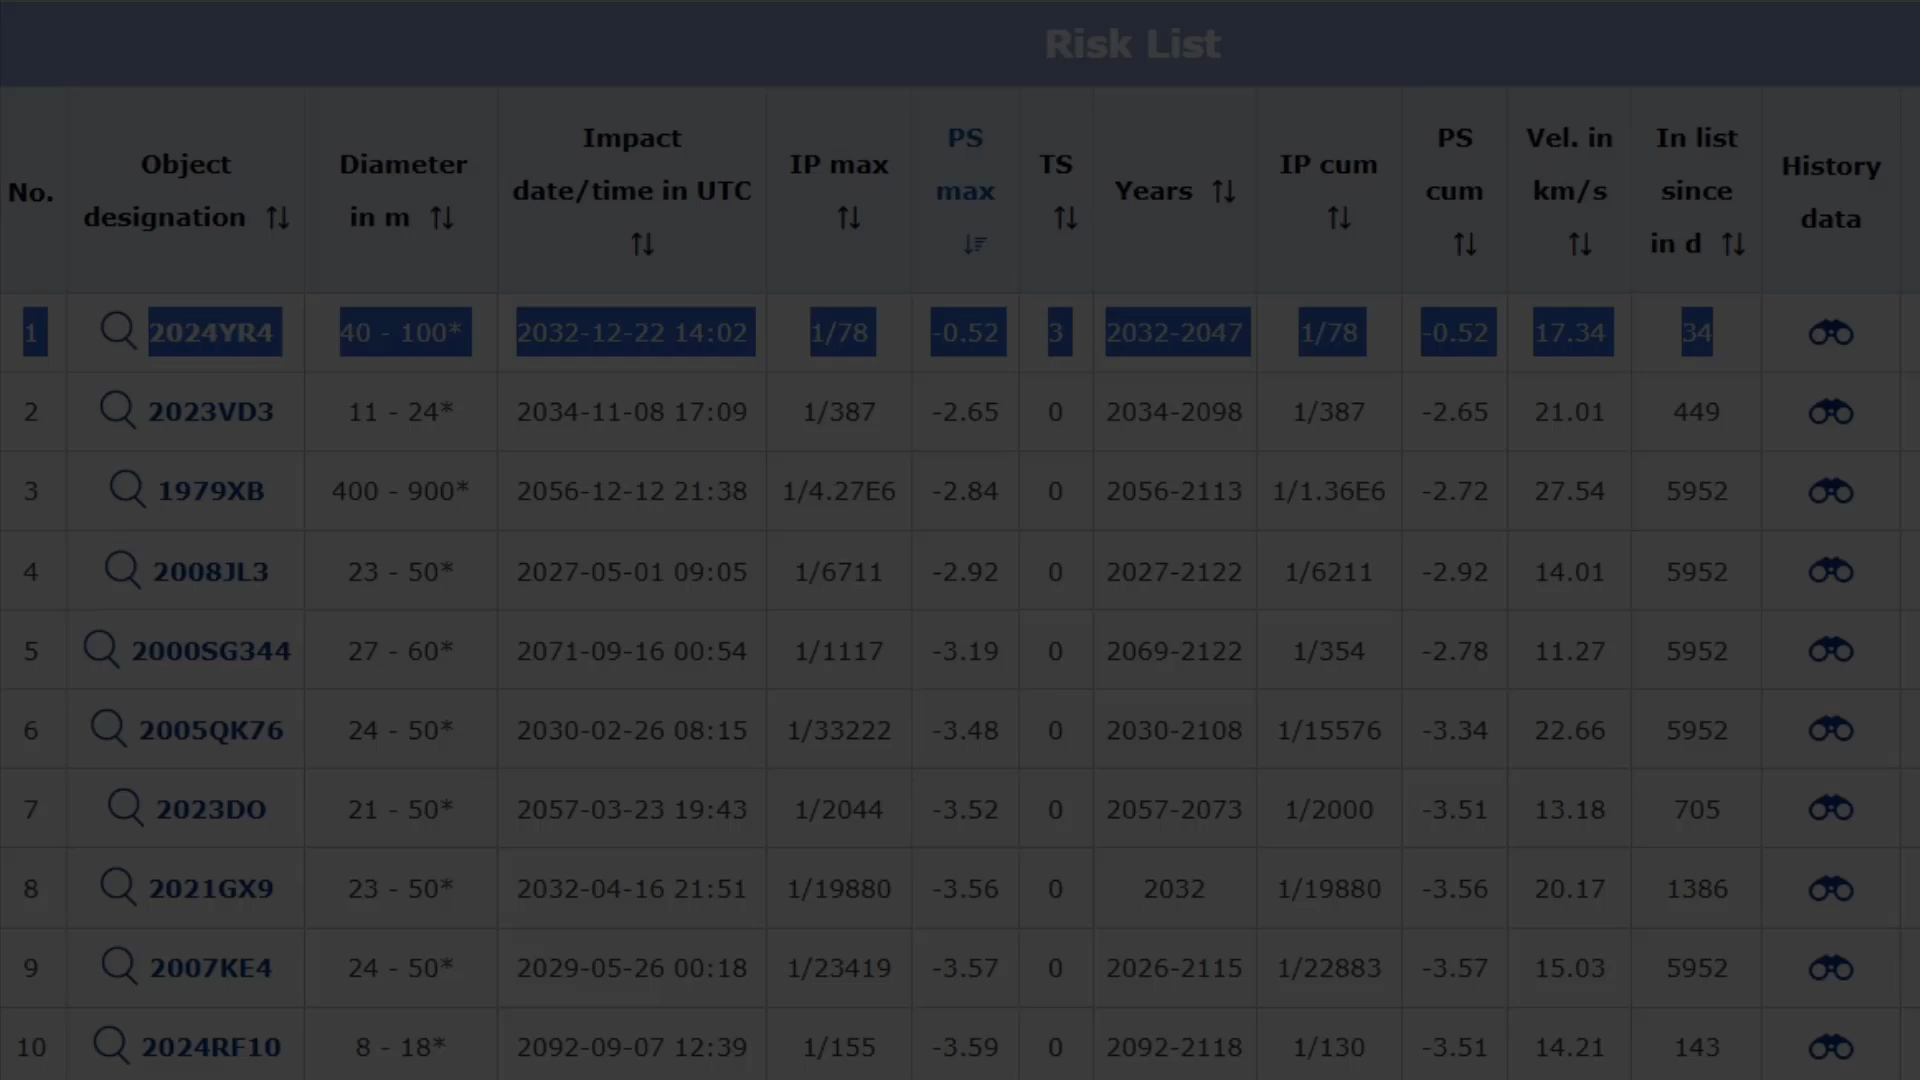 Risk List
No. Object designation Diameter in m Impact date/time in UTC IP max PS max TS Years IP cum PS cum Vel. in km/s In list since in d History data
1 2024YR4 40 - 100* 2032-12-22 14:02 1/78 -0.52 3 2032-2047 1/78 -0.52 17.34 34
2 2023VD3 11 - 24* 2034-11-08 17:09 1/387 -2.65 0 2034-2098 1/387 -2.65 21.01 449
3 1979XB 400 - 900* 2056-12-12 21:38 1/4.27E6 -2.84 0 2056-2113 1/1.36E6 -2.72 27.54 5952
4 2008JL3 23 - 50* 2027-05-01 09:05 1/6711 -2.92 0 2027-2122 1/6211 -2.92 14.01 5952
5 2000SG344 27 - 60* 2071-09-16 00:54 1/1117 -3.19 0 2069-2122 1/354 -2.78 11.27 5952
6 2005QK76 24 - 50* 2030-02-26 08:15 1/33222 -3.48 0 2030-2108 1/15576 -3.34 22.66 5952
7 2023DO 21 - 50* 2057-03-23 19:43 1/2044 -3.52 0 2057-2073 1/2000 -3.51 13.18 705
8 2021GX9 23 - 50* 2032-04-16 21:51 1/19880 -3.56 0 2032 1/19880 -3.56 20.17 1386
9 2007KE4 24 - 50* 2029-05-26 00:18 1/23419 -3.57 0 2026-2115 1/22883 -3.57 15.03 5952
10 2024RF10 8 - 18* 2092-09-07 12:39 1/155 -3.59 0 2092-2118 1/130 -3.51 14.21 143